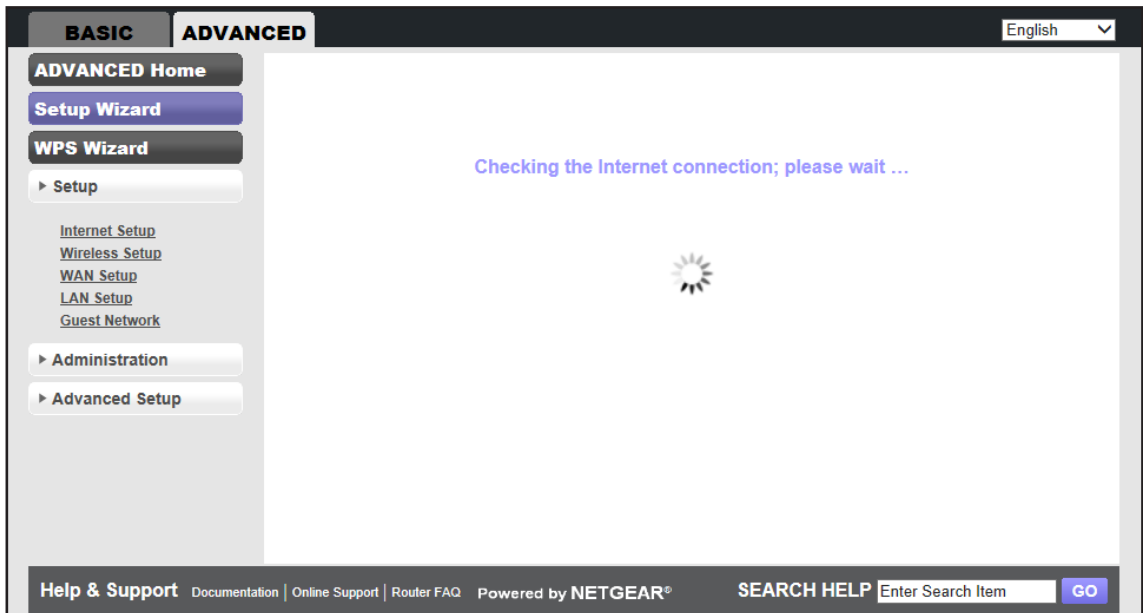 BASIC
ADVANCED
English
ADVANCED Home
Setup Wizard
WPS Wizard
Setup
Internet Setup
Wireless Setup
WAN Setup
LAN Setup
Guest Network
Administration
Advanced Setup
Checking the Internet connection; please wait ...
Help & Support Documentation | Online Support | Router FAQ Powered by NETGEAR® SEARCH HELP Enter Search Item GO